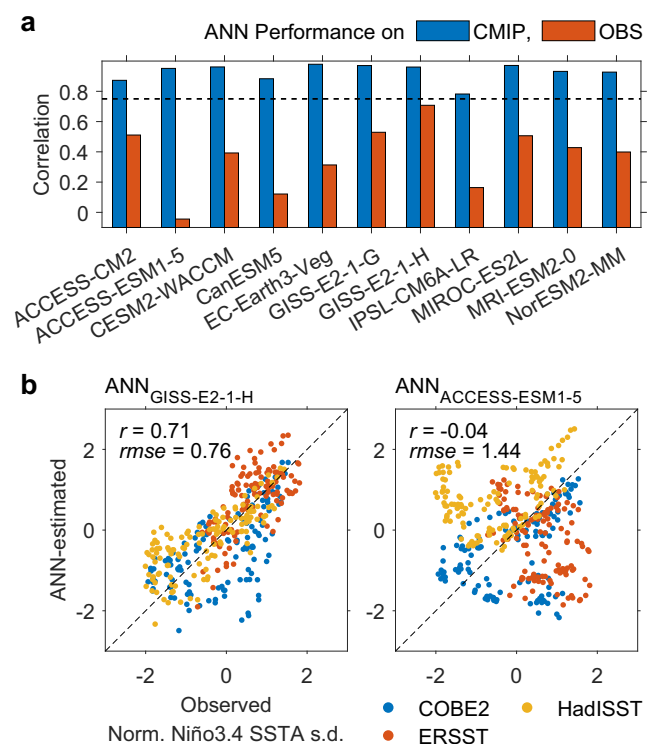 a
ANN Performance on CMIP, OBS
Correlation
0.8
0.6
0.4
0.2
0
ACCESS-CM2
ACCESS-ESM1-5
CESM2-WACCM
CanESM5
EC-Earth3-Veg
GISS-E2-1-G
GISS-E2-1-H
IPSL-CM6A-LR
MIROC-ES2L
MRI-ESM2-0
NorESM2-MM
b
ANN GISS-E2-1-H
ANN ACCESS-ESM1-5
r = 0.71
rmse = 0.76
r = -0.04
rmse = 1.44
ANN-estimated
2
0
-2
2
0
-2
-2 0 2
-2 0 2
Observed
Norm. Niño3.4 SSTA s.d.
COBE2 HadISST
ERSST